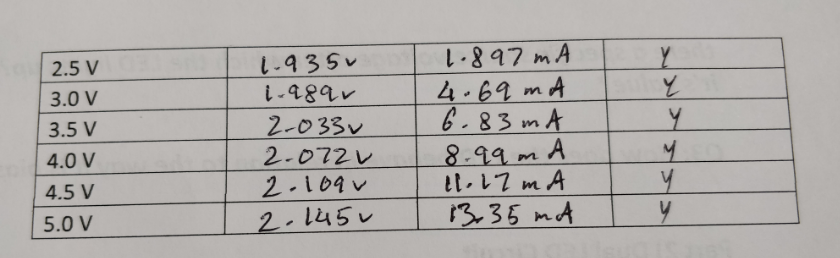 2.5 V 1.935v 1.897 mA Y
3.0 V 1.989v 4.69 mA Y
3.5 V 2.033v 6.83 mA Y
4.0 V 2.072v 8.99 mA Y
4.5 V 2.109v 11.17 mA Y
5.0 V 2.145v 13.35 mA Y